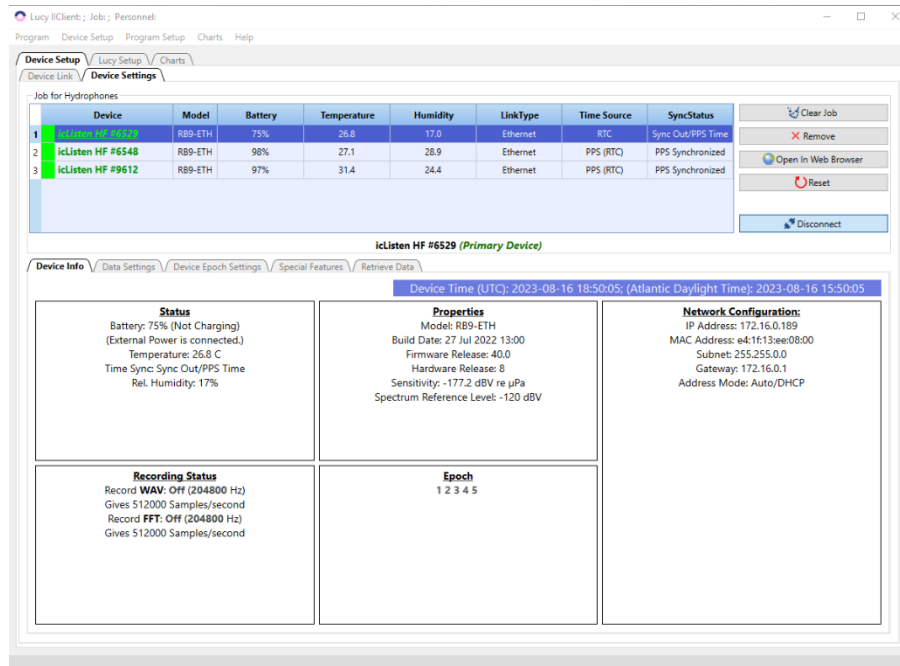 Lucy IIClient: ; Job: ; Personnel:
Program Device Setup Program Setup Charts Help
Device Setup Lucy Setup Charts
Device Link Device Settings
Job for Hydrophones
Device Model Battery Temperature Humidity LinkType Time Source SyncStatus
1 icListen HF #6529 RB9-ETH 75% 26.8 17.0 Ethernet RTC Sync Out/PPS Time
2 icListen HF #6548 RB9-ETH 98% 27.1 28.9 Ethernet PPS (RTC) PPS Synchronized
3 icListen HF #9612 RB9-ETH 97% 31.4 24.4 Ethernet PPS (RTC) PPS Synchronized
Clear Job
Remove
Open In Web Browser
Reset
Disconnect
icListen HF #6529 (Primary Device)
Device Info Data Settings Device Epoch Settings Special Features Retrieve Data
Device Time (UTC): 2023-08-16 18:50:05; (Atlantic Daylight Time): 2023-08-16 15:50:05
Status
Battery: 75% (Not Charging)
(External Power is connected.)
Temperature: 26.8 C
Time Sync: Sync Out/PPS Time
Rel. Humidity: 17%
Properties
Model: RB9-ETH
Build Date: 27 Jul 2022 13:00
Firmware Release: 40.0
Hardware Release: 8
Sensitivity: -177.2 dBV re µPa
Spectrum Reference Level: -120 dBV
Network Configuration:
IP Address: 172.16.0.189
MAC Address: e4:1f:13:ee:08:00
Subnet: 255.255.0.0
Gateway: 172.16.0.1
Address Mode: Auto/DHCP
Recording Status
Record WAV: Off (204800 Hz)
Gives 512000 Samples/second
Record FFT: Off (204800 Hz)
Gives 512000 Samples/second
Epoch
1 2 3 4 5